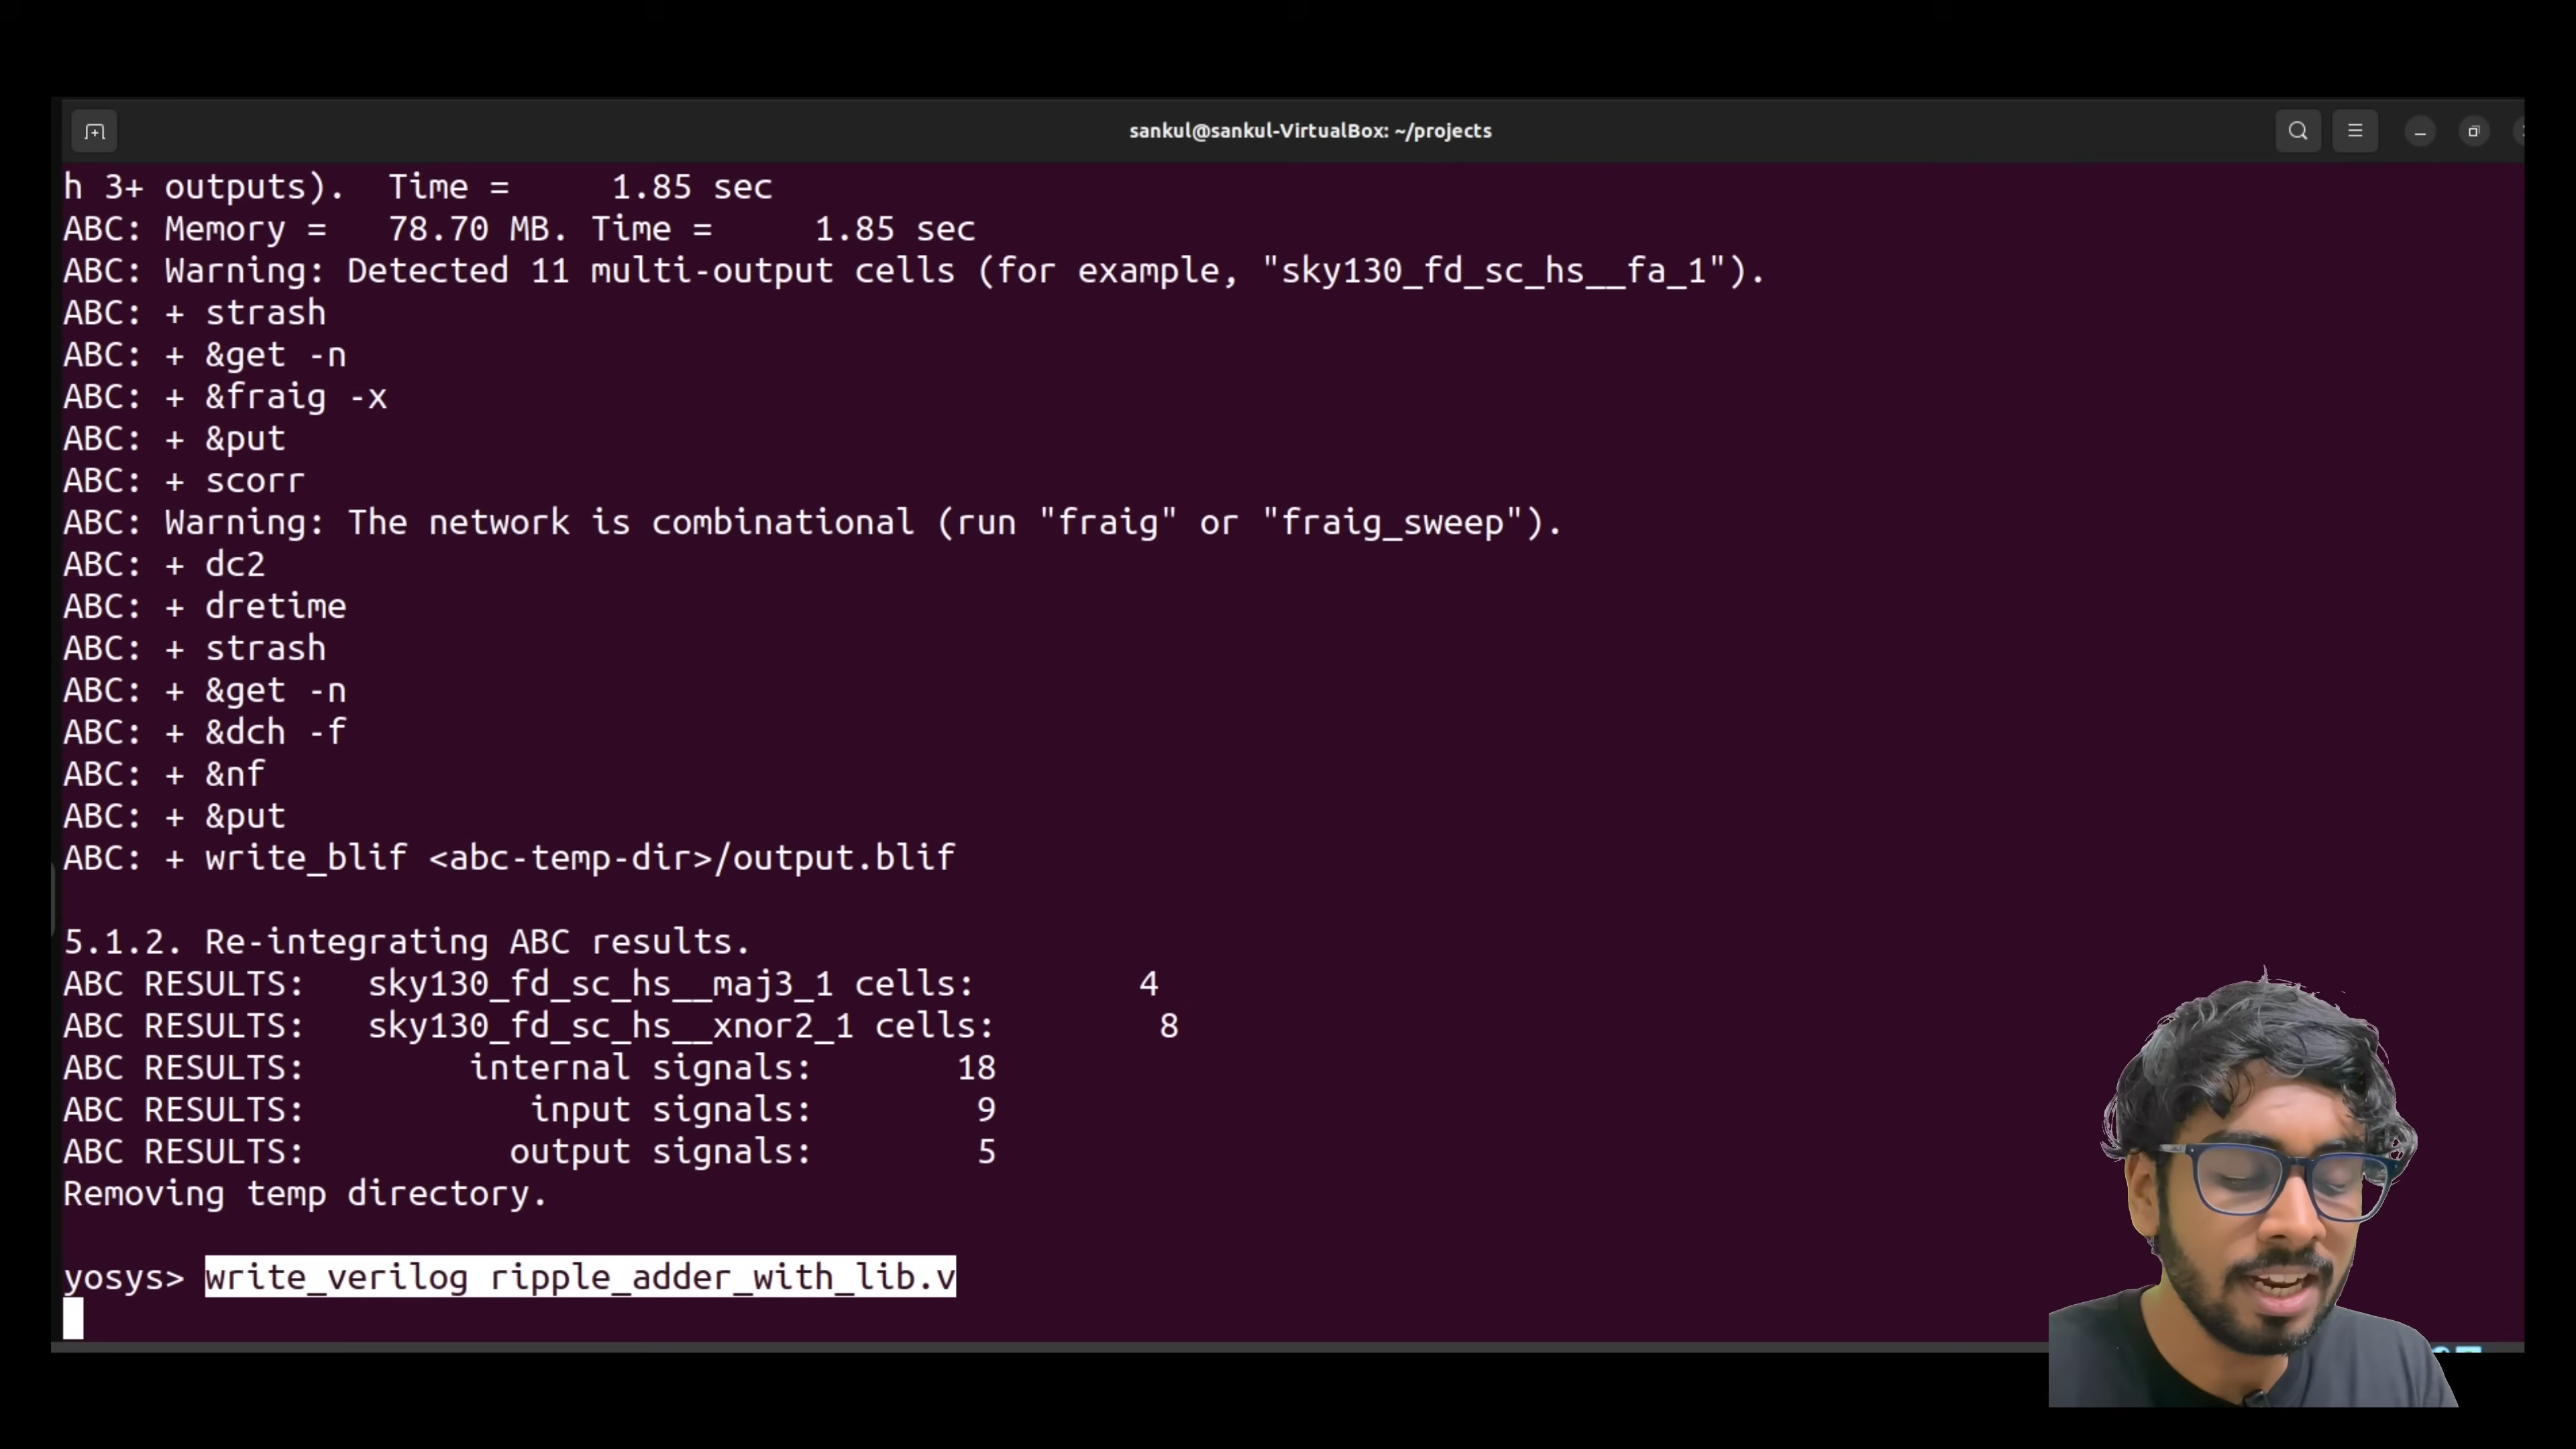 sankul@sankul-VirtualBox: ~/projects
h 3+ outputs).  Time =     1.85 sec
ABC: Memory =   78.70 MB. Time =     1.85 sec
ABC: Warning: Detected 11 multi-output cells (for example, "sky130_fd_sc_hs__fa_1").
ABC: + strash
ABC: + &get -n
ABC: + &fraig -x
ABC: + &put
ABC: + scorr
ABC: Warning: The network is combinational (run "fraig" or "fraig_sweep").
ABC: + dc2
ABC: + dretime
ABC: + strash
ABC: + &get -n
ABC: + &dch -f
ABC: + &nf
ABC: + &put
ABC: + write_blif <abc-temp-dir>/output.blif
5.1.2. Re-integrating ABC results.
ABC RESULTS:   sky130_fd_sc_hs__maj3_1 cells:        4
ABC RESULTS:   sky130_fd_sc_hs__xnor2_1 cells:        8
ABC RESULTS:        internal signals:       18
ABC RESULTS:           input signals:        9
ABC RESULTS:          output signals:        5
Removing temp directory.
yosys> write_verilog ripple_adder_with_lib.v